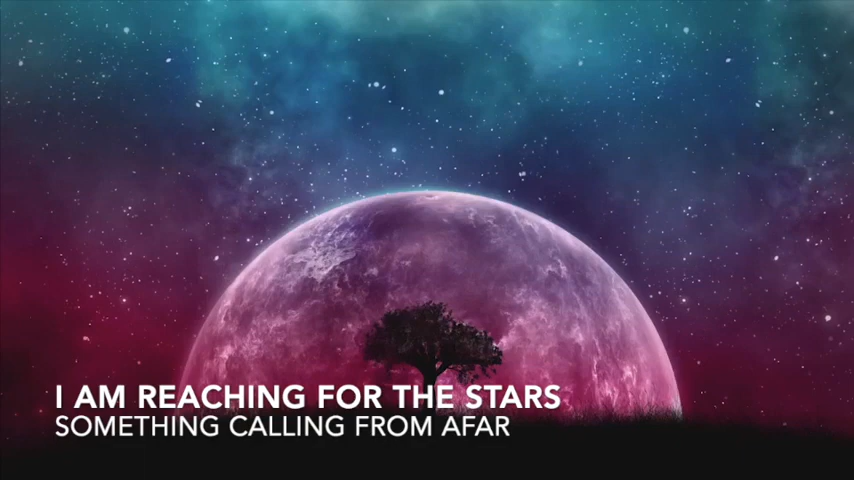 I AM REACHING FOR THE STARS
SOMETHING CALLING FROM AFAR